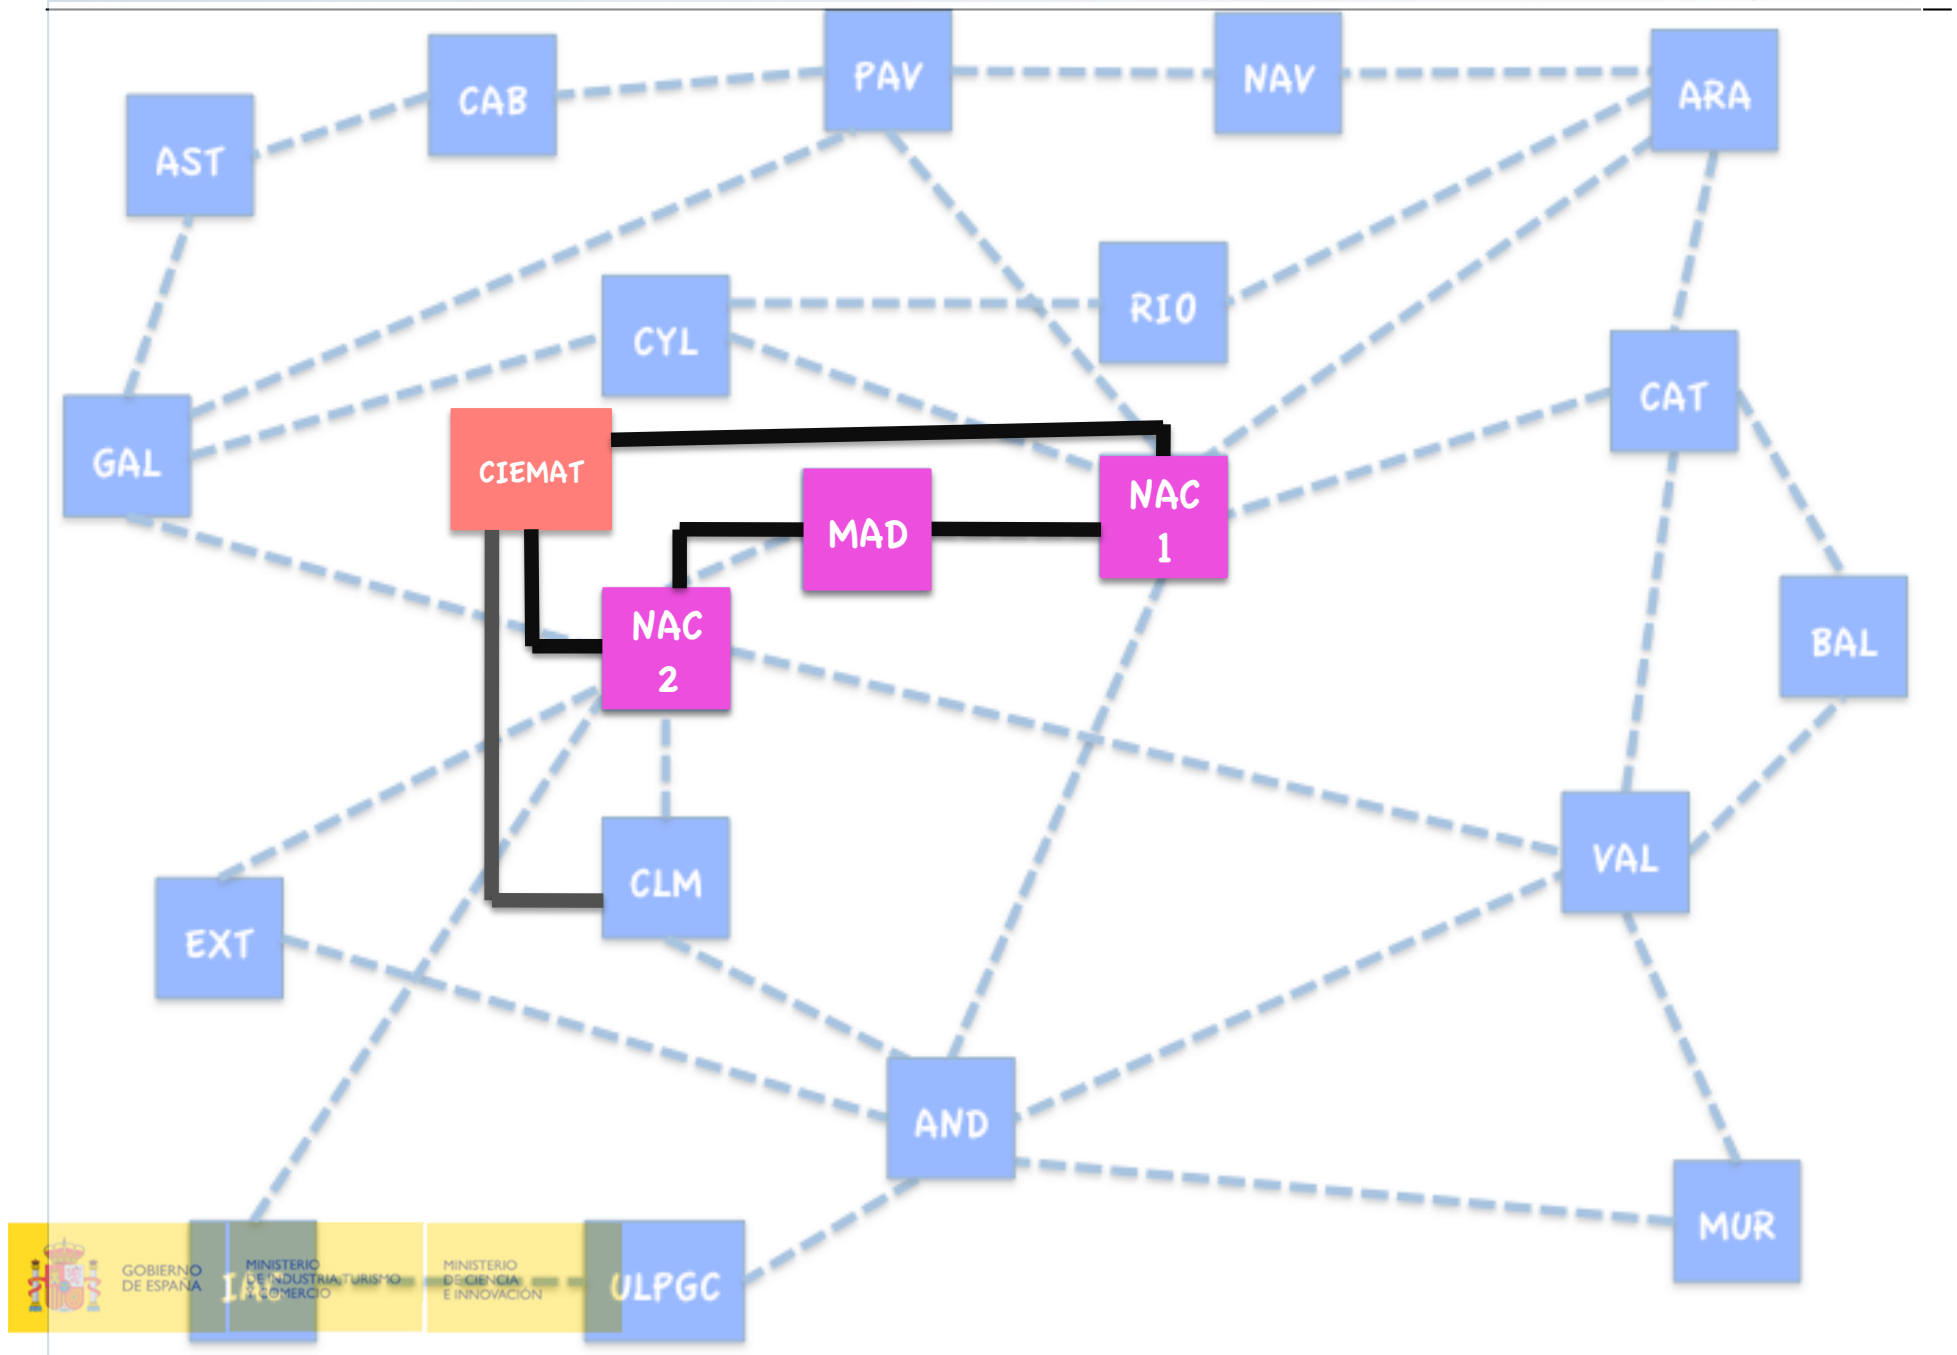 PAV
NAV
ARA
CAB
AST
RIO
CYL
CAT
GAL
CIEMAT
MAD
NAC
1
NAC
2
BAL
VAL
CLM
EXT
AND
MUR
GOBIERNO
DE ESPAÑA
MINISTERIO
DE INDUSTRIA, TURISMO
Y COMERCIO
MINISTERIO
DE CIENCIA
E INNOVACIÓN
ULPGC